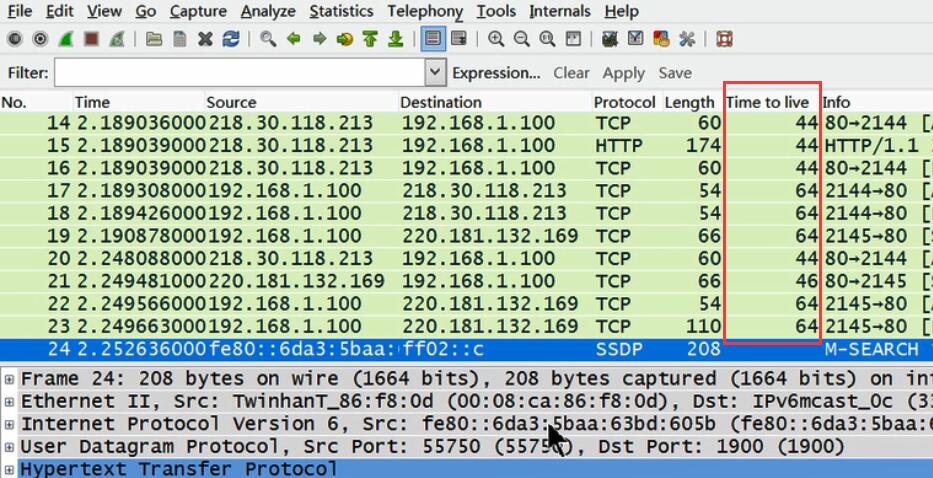 File Edit View Go Capture Analyze Statistics Telephony Tools Internals Help
Filter: Expression... Clear Apply Save
No. Time Source Destination Protocol Length Time to live Info
14 2.189036000 218.30.118.213 192.168.1.100 TCP 60 44 80→2144 [
15 2.189039000 218.30.118.213 192.168.1.100 HTTP 174 44 HTTP/1.1
16 2.189039000 218.30.118.213 192.168.1.100 TCP 60 44 80→2144 [
17 2.189308000 192.168.1.100 218.30.118.213 TCP 54 64 2144→80 [
18 2.189426000 192.168.1.100 218.30.118.213 TCP 54 64 2144→80 [
19 2.190878000 192.168.1.100 220.181.132.169 TCP 66 64 2145→80 [
20 2.248088000 218.30.118.213 192.168.1.100 TCP 60 44 80→2144 [
21 2.249481000 220.181.132.169 192.168.1.100 TCP 66 46 80→2145 [
22 2.249566000 192.168.1.100 220.181.132.169 TCP 54 64 2145→80 [
23 2.249663000 192.168.1.100 220.181.132.169 TCP 110 64 2145→80 [
24 2.252636000 fe80::6da3:5baa: ff02::c SSDP 208 M-SEARCH
Frame 24: 208 bytes on wire (1664 bits), 208 bytes captured (1664 bits) on int
Ethernet II, Src: TwinhanT_86:f8:0d (00:08:ca:86:f8:0d), Dst: IPv6mcast_0c (33
Internet Protocol Version 6, Src: fe80::6da3:5baa:63bd:605b (fe80::6da3:5baa:6
User Datagram Protocol, Src Port: 55750 (55750), Dst Port: 1900 (1900)
Hypertext Transfer Protocol